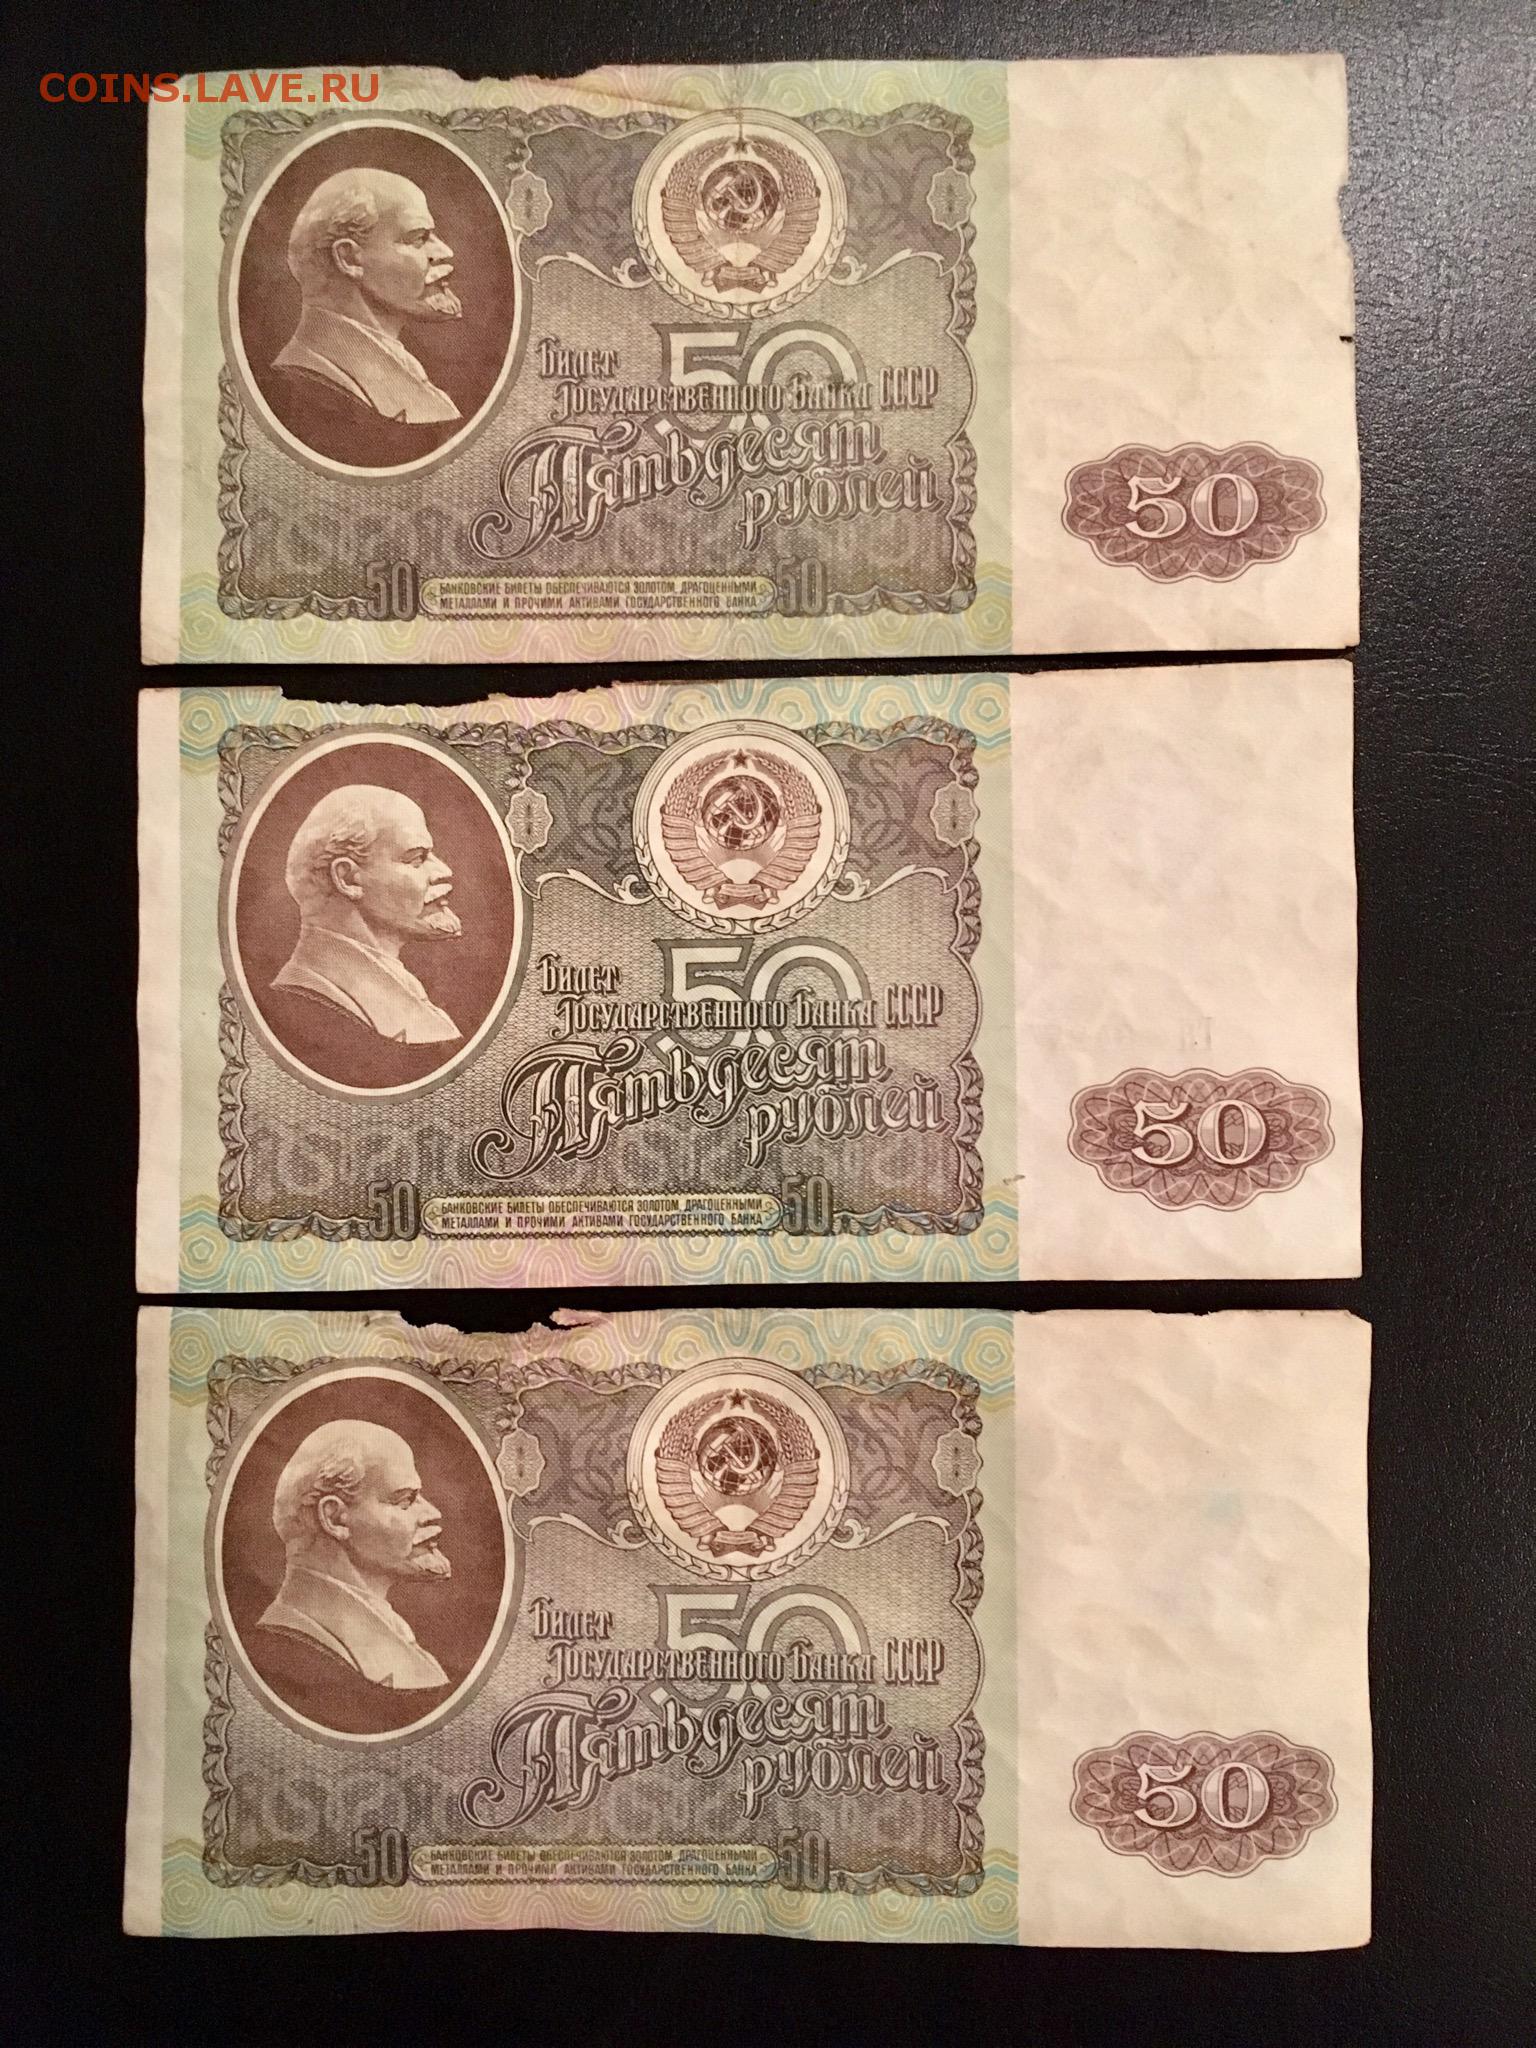 COINS.LAVE.RU
Билет
Государственного Банка СССР
50
Пятьдесят
рублей
50
50
БАНКОВСКИЕ БИЛЕТЫ ОБЕСПЕЧИВАЮТСЯ ЗОЛОТОМ, ДРАГОЦЕННЫМИ
МЕТАЛЛАМИ И ПРОЧИМИ АКТИВАМИ ГОСУДАРСТВЕННОГО БАНКА
50
50
Билет
Государственного Банка СССР
Пятьдесят
рублей
50
50
БАНКОВСКИЕ БИЛЕТЫ ОБЕСПЕЧИВАЮТСЯ ЗОЛОТОМ, ДРАГОЦЕННЫМИ
МЕТАЛЛАМИ И ПРОЧИМИ АКТИВАМИ ГОСУДАРСТВЕННОГО БАНКА
50
50
Билет
Государственного Банка СССР
Пятьдесят
рублей
50
50
БАНКОВСКИЕ БИЛЕТЫ ОБЕСПЕЧИВАЮТСЯ ЗОЛОТОМ, ДРАГОЦЕННЫМИ
МЕТАЛЛАМИ И ПРОЧИМИ АКТИВАМИ ГОСУДАРСТВЕННОГО БАНКА
50